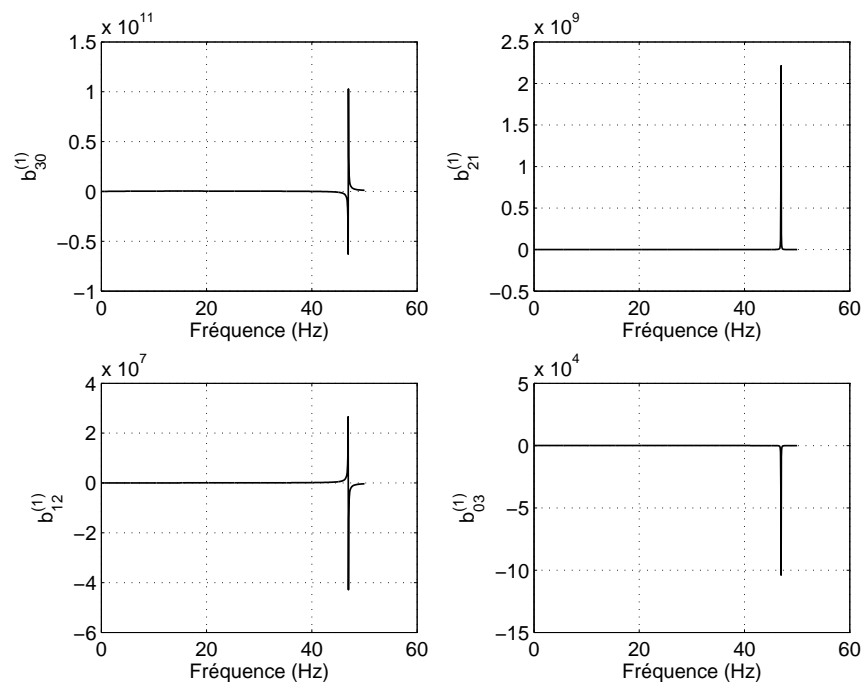 x 10^11
1.5
1
0.5
0
−0.5
−1
b_30^(1)
0 20 40 60
Fréquence (Hz)
x 10^9
2.5
2
1.5
1
0.5
0
−0.5
b_21^(1)
0 20 40 60
Fréquence (Hz)
x 10^7
4
2
0
−2
−4
−6
b_12^(1)
0 20 40 60
Fréquence (Hz)
x 10^4
5
0
−5
−10
−15
b_03^(1)
0 20 40 60
Fréquence (Hz)